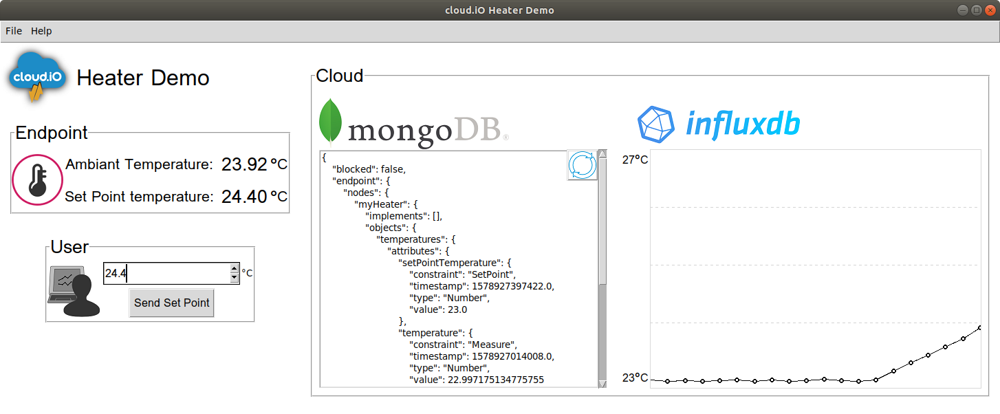 cloud.iO Heater Demo
File Help
cloud.iO
Heater Demo
Endpoint
Ambiant Temperature: 23.92 °C
Set Point temperature: 24.40 °C
User
24.4 °C
Send Set Point
Cloud
mongoDB®
{
"blocked": false,
"endpoint": {
"nodes": {
"myHeater": {
"implements": [],
"objects": {
"temperatures": {
"attributes": {
"setPointTemperature": {
"constraint": "SetPoint",
"timestamp": 1578927397422.0,
"type": "Number",
"value": 23.0
},
"temperature": {
"constraint": "Measure",
"timestamp": 1578927014008.0,
"type": "Number",
"value": 22.997175134775755
influxdb
27°C
23°C